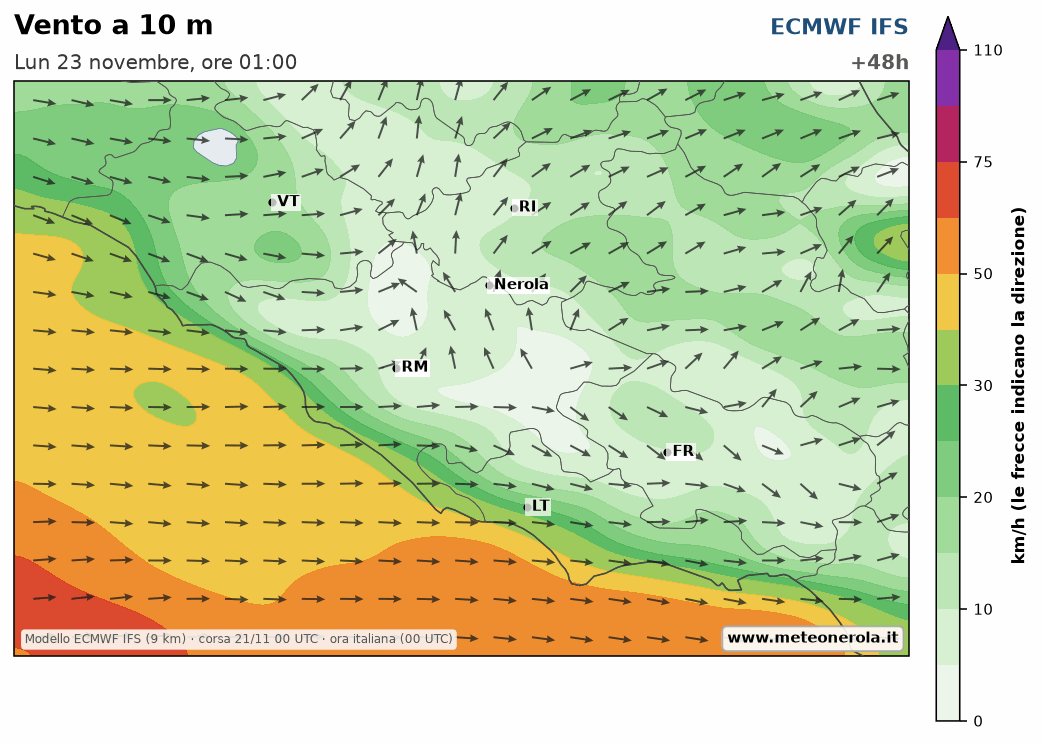 Vento a 10 m
ECMWF IFS
Lun 23 novembre, ore 01:00
+48h
VT
RI
Nerola
RM
FR
LT
Modello ECMWF IFS (9 km) · corsa 21/11 00 UTC · ora italiana (00 UTC)
www.meteonerola.it
110
75
50
30
20
10
0
km/h (le frecce indicano la direzione)